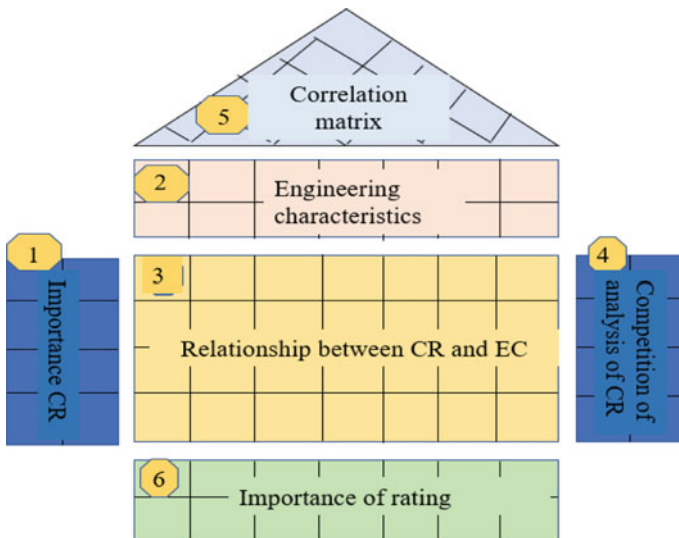 5
Correlation
matrix
2
Engineering
characteristics
1
Importance CR
3
Relationship between CR and EC
4
Competition of
analysis of CR
6
Importance of rating